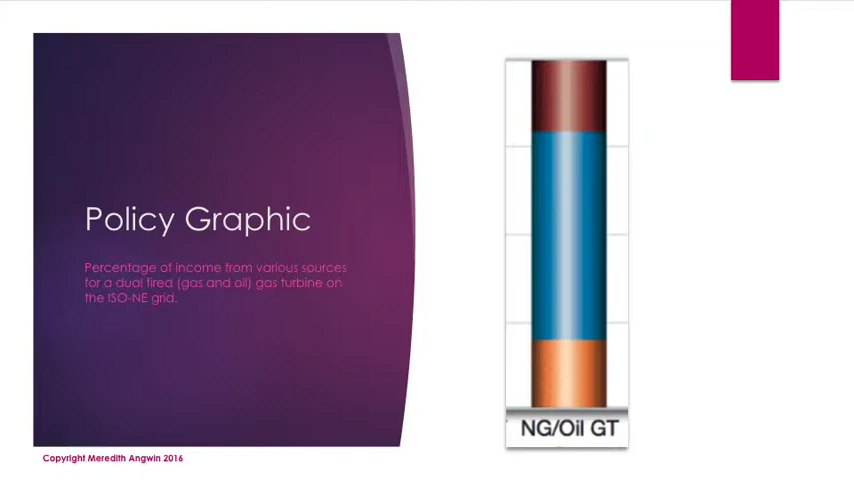 Policy Graphic
Percentage of income from various sources
for a dual fired (gas and oil) gas turbine on
the ISO-NE grid.
NG/Oil GT
Copyright Meredith Angwin 2016